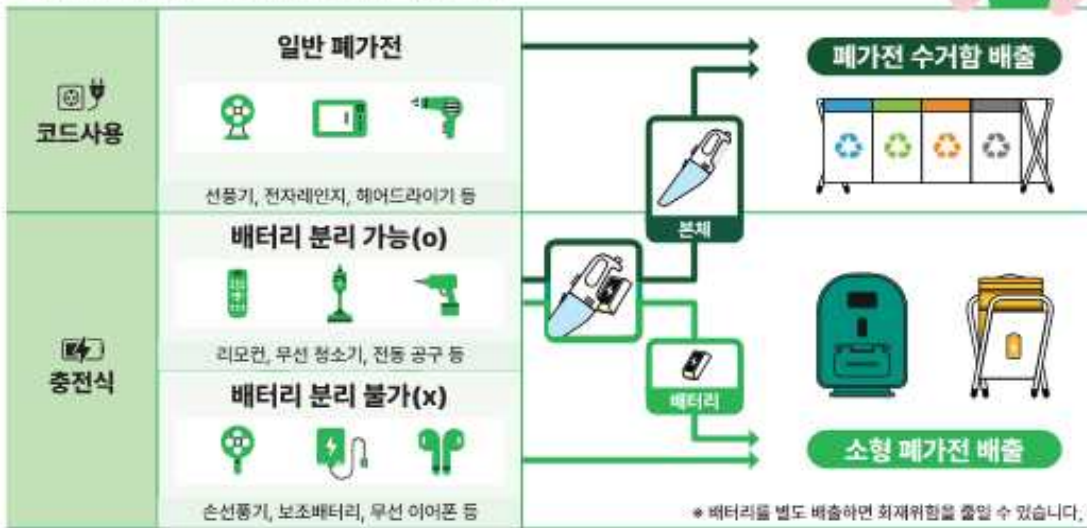 일반 폐가전
폐가전 수거함 배출
코드사용
선풍기, 전자레인지, 헤어드라이기 등
본체
배터리 분리 가능(o)
리모컨, 무선 청소기, 전동 공구 등
충전식
배터리
배터리 분리 불가(x)
소형 폐가전 배출
손선풍기, 보조배터리, 무선 이어폰 등
* 배터리를 별도 배출하면 화재위험을 줄일 수 있습니다.